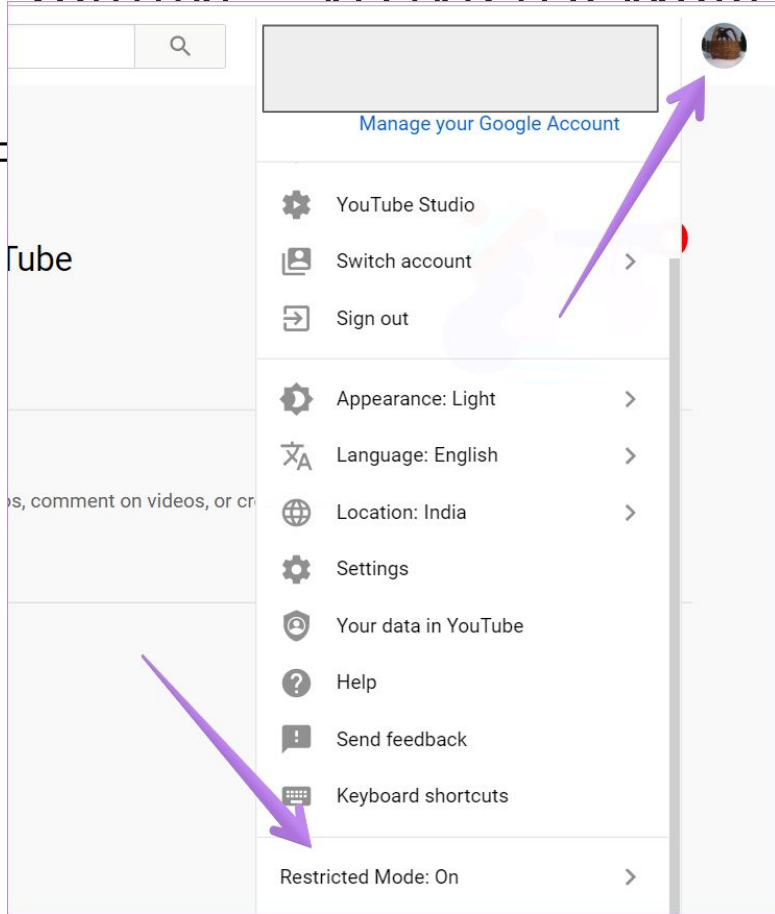 Manage your Google Account
YouTube Studio
Tube
Switch account
Sign out
Appearance: Light
Language: English
os, comment on videos, or cr
Location: India
Settings
Your data in YouTube
Help
Send feedback
Keyboard shortcuts
Restricted Mode: On